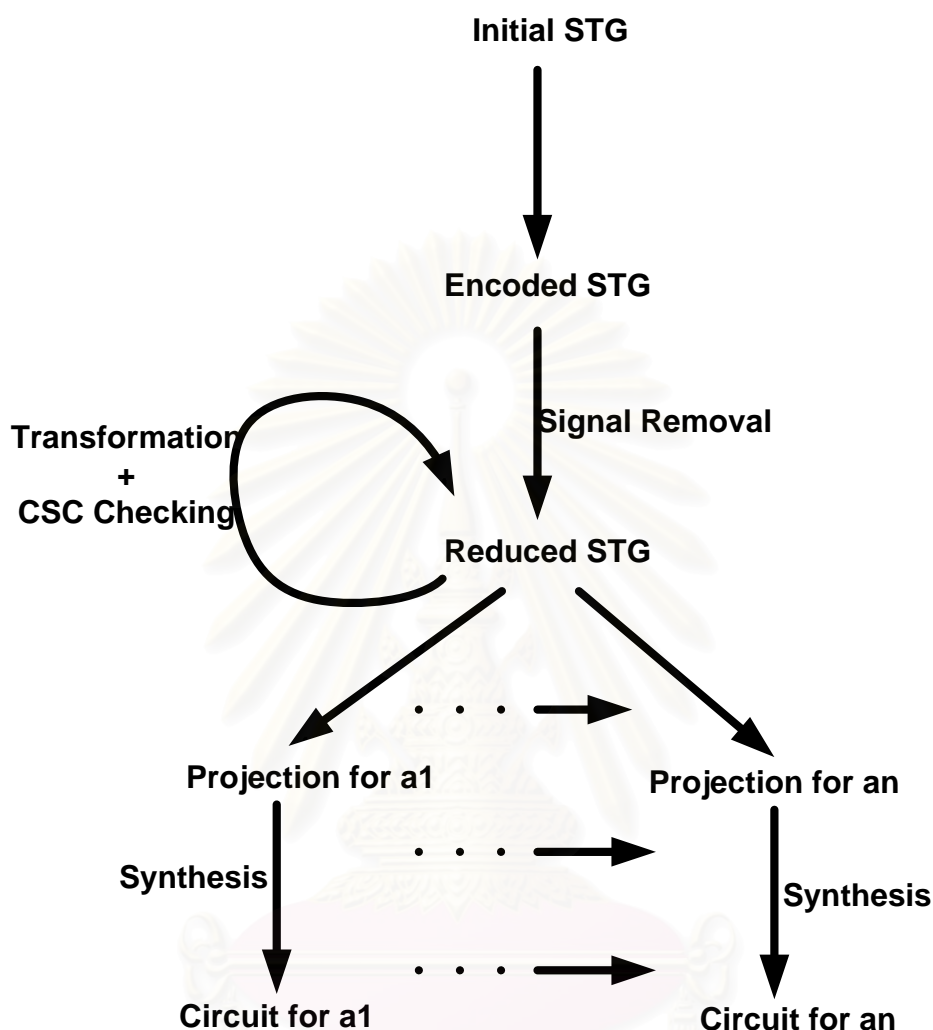 Initial STG
Encoded STG
Signal Removal
Transformation
+
CSC Checking
Reduced STG
Projection for a1
Projection for an
Synthesis
Synthesis
Circuit for a1
Circuit for an